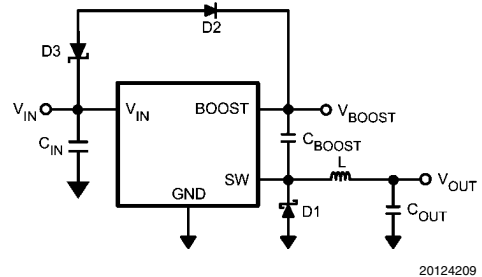 D2
D3
V_IN
V_IN
BOOST
V_BOOST
C_IN
C_BOOST
L
SW
V_OUT
GND
D1
C_OUT
20124209